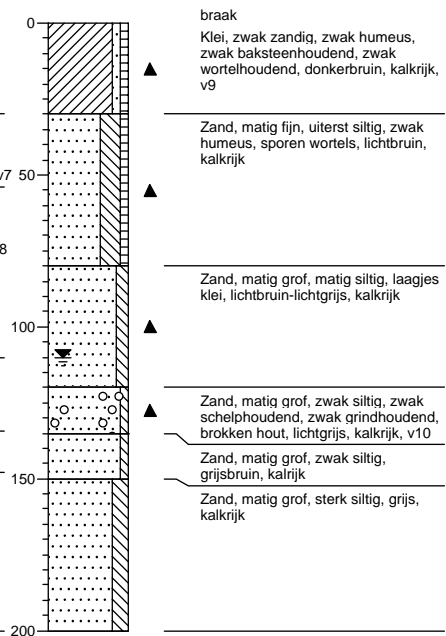 0
braak
Klei, zwak zandig, zwak humeus,
zwak baksteenhoudend, zwak
wortelhoudend, donkerbruin, kalkrijk,
v9
Zand, matig fijn, uiterst siltig, zwak
humeus, sporen wortels, lichtbruin,
kalkrijk
v7
50
8
Zand, matig grof, matig siltig, laagjes
klei, lichtbruin-lichtgrijs, kalkrijk
100
Zand, matig grof, zwak siltig, zwak
schelphoudend, zwak grindhoudend,
brokken hout, lichtgrijs, kalkrijk, v10
Zand, matig grof, zwak siltig,
grijsbruin, kalrijk
150
Zand, matig grof, sterk siltig, grijs,
kalkrijk
200